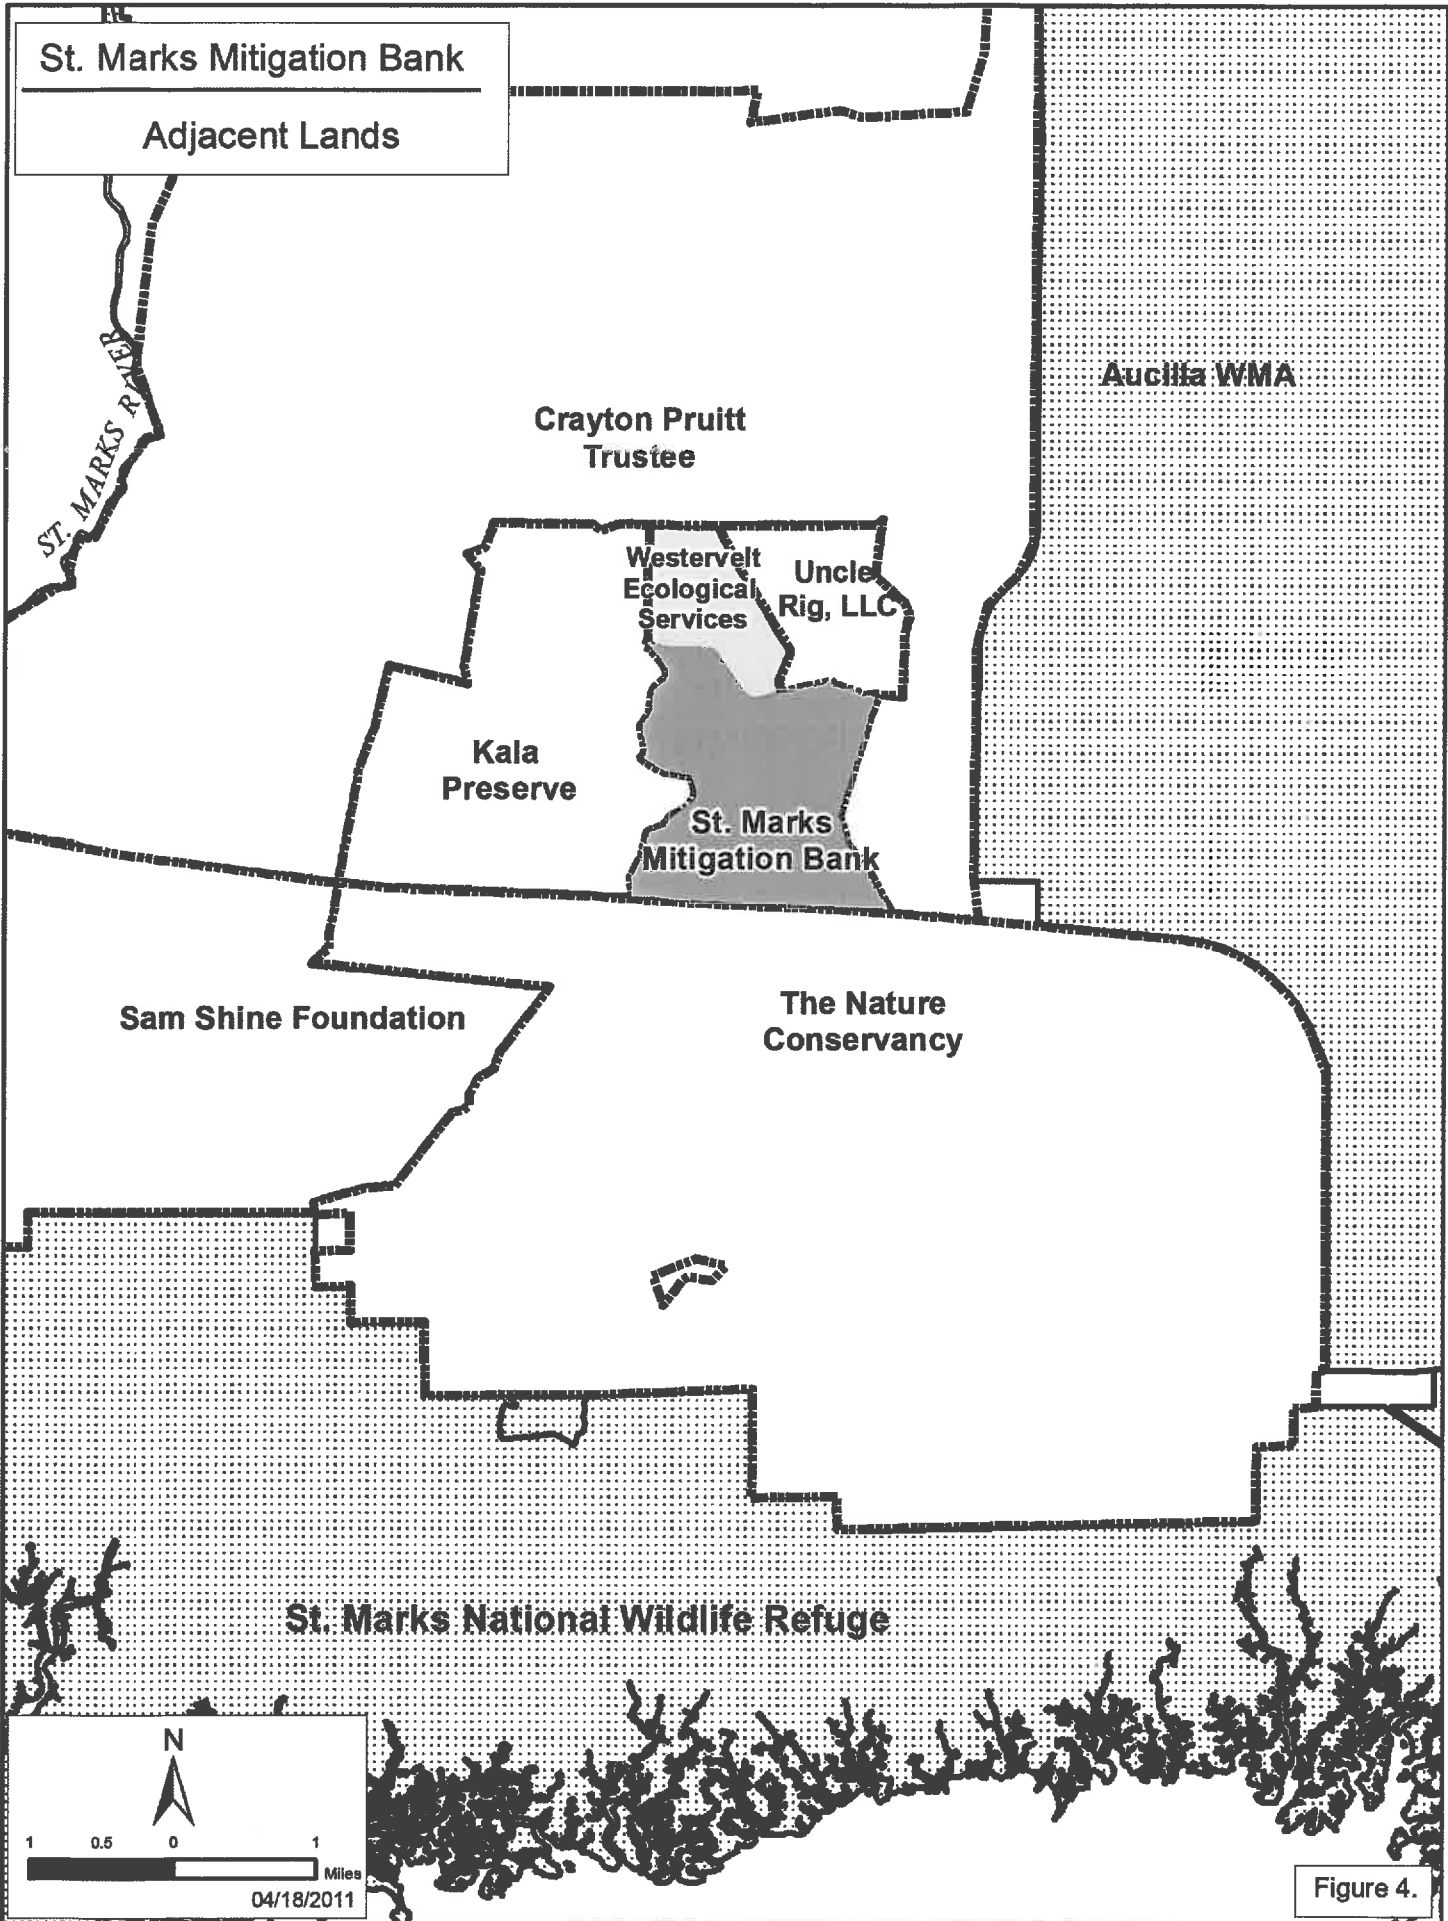 St. Marks Mitigation Bank
Adjacent Lands
ST. MARKS RIVER
Aucilla WMA
Crayton Pruitt
Trustee
Westervelt
Ecological
Services
Uncle
Rig, LLC
Kala
Preserve
St. Marks
Mitigation Bank
Sam Shine Foundation
The Nature
Conservancy
St. Marks National Wildlife Refuge
N
1 0.5 0 1
Miles
04/18/2011
Figure 4.